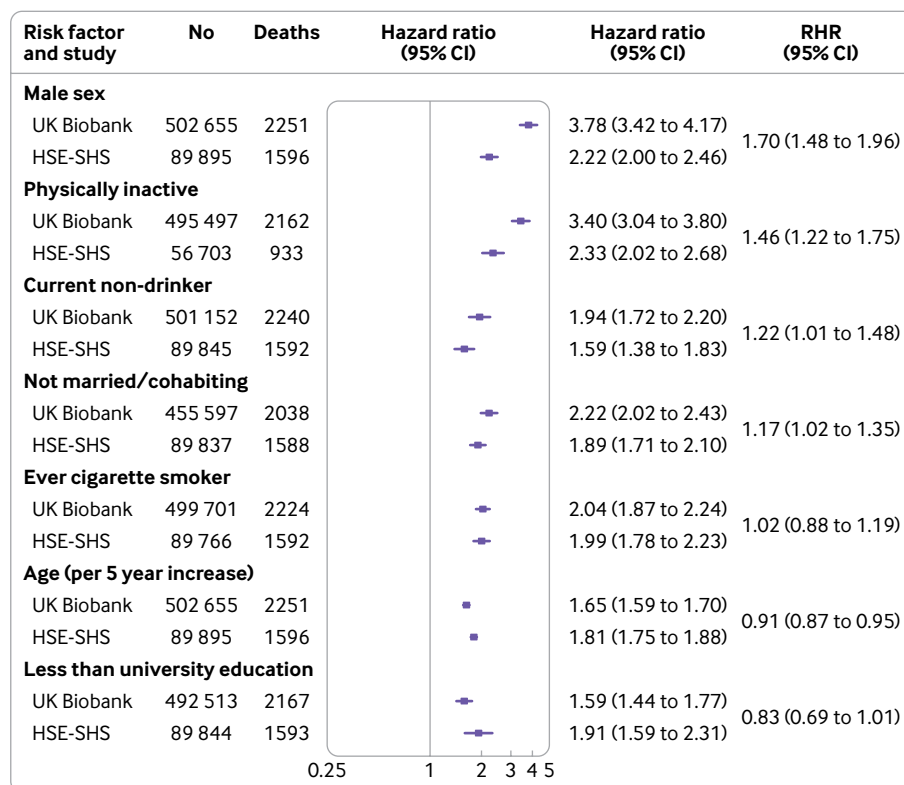 Risk factor and study No Deaths Hazard ratio (95% CI) Hazard ratio (95% CI) RHR (95% CI)
Male sex
UK Biobank 502 655 2251 3.78 (3.42 to 4.17)
1.70 (1.48 to 1.96)
HSE-SHS 89 895 1596 2.22 (2.00 to 2.46)
Physically inactive
UK Biobank 495 497 2162 3.40 (3.04 to 3.80)
1.46 (1.22 to 1.75)
HSE-SHS 56 703 933 2.33 (2.02 to 2.68)
Current non-drinker
UK Biobank 501 152 2240 1.94 (1.72 to 2.20)
1.22 (1.01 to 1.48)
HSE-SHS 89 845 1592 1.59 (1.38 to 1.83)
Not married/cohabiting
UK Biobank 455 597 2038 2.22 (2.02 to 2.43)
1.17 (1.02 to 1.35)
HSE-SHS 89 837 1588 1.89 (1.71 to 2.10)
Ever cigarette smoker
UK Biobank 499 701 2224 2.04 (1.87 to 2.24)
1.02 (0.88 to 1.19)
HSE-SHS 89 766 1592 1.99 (1.78 to 2.23)
Age (per 5 year increase)
UK Biobank 502 655 2251 1.65 (1.59 to 1.70)
0.91 (0.87 to 0.95)
HSE-SHS 89 895 1596 1.81 (1.75 to 1.88)
Less than university education
UK Biobank 492 513 2167 1.59 (1.44 to 1.77)
0.83 (0.69 to 1.01)
HSE-SHS 89 844 1593 1.91 (1.59 to 2.31)
0.25 1 2 3 4 5